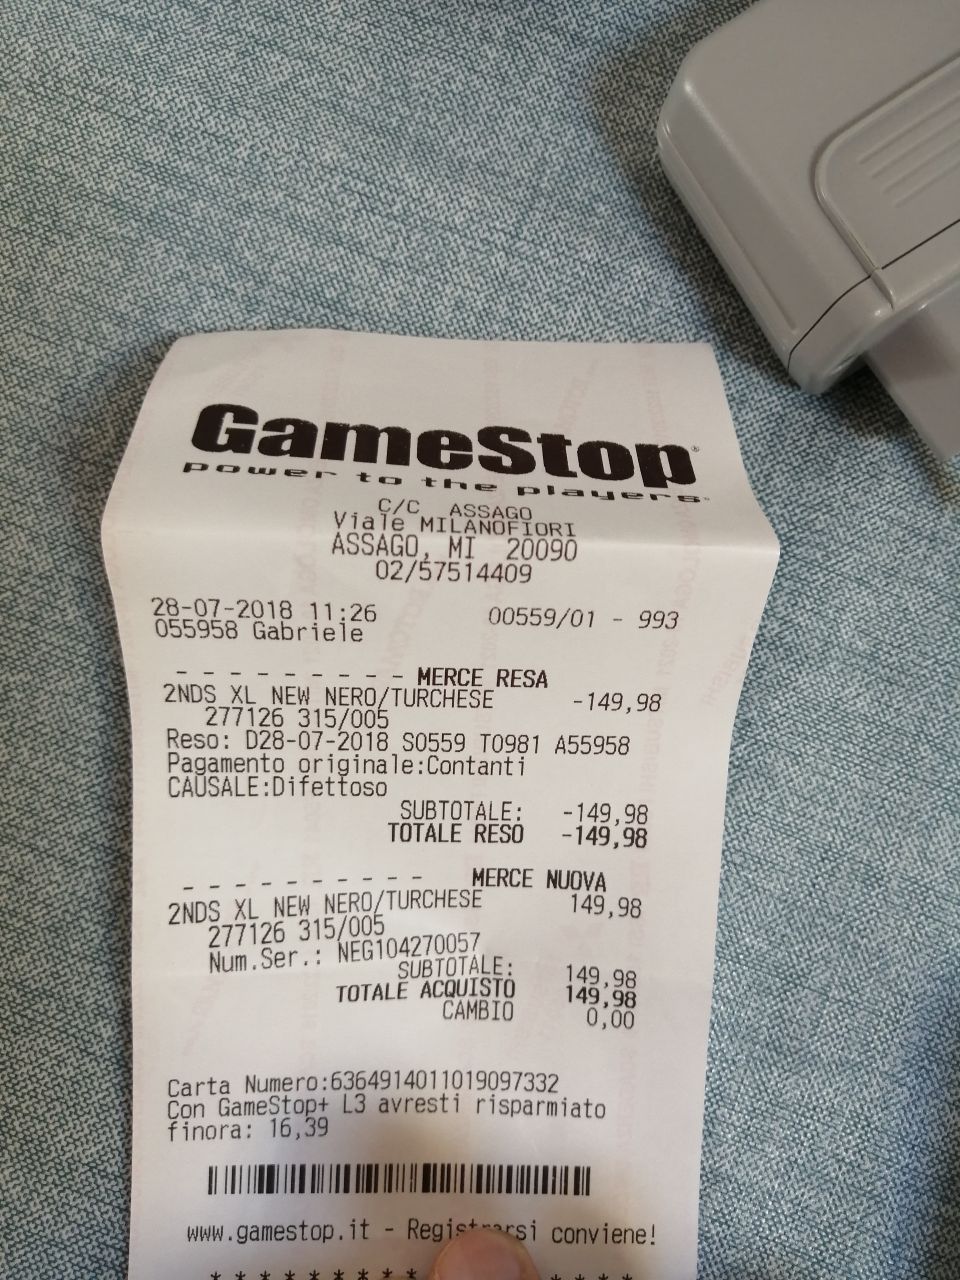 GameStop
power to the players
C/C ASSAGO
Viale MILANOFIORI
ASSAGO, MI 20090
02/57514409
28-07-2018 11:26 00559/01 - 993
055958 Gabriele
- - - - - - - - - MERCE RESA
2NDS XL NEW NERO/TURCHESE -149,98
277126 315/005
Reso: D28-07-2018 S0559 T0981 A55958
Pagamento originale:Contanti
CAUSALE:Difettoso
SUBTOTALE: -149,98
TOTALE RESO -149,98
- - - - - - - - - - MERCE NUOVA
2NDS XL NEW NERO/TURCHESE 149,98
277126 315/005
Num.Ser.: NEG104270057
SUBTOTALE: 149,98
TOTALE ACQUISTO 149,98
CAMBIO 0,00
Carta Numero:6364914011019097332
Con GameStop+ L3 avresti risparmiato
finora: 16,39
www.gamestop.it - Registrarsi conviene!